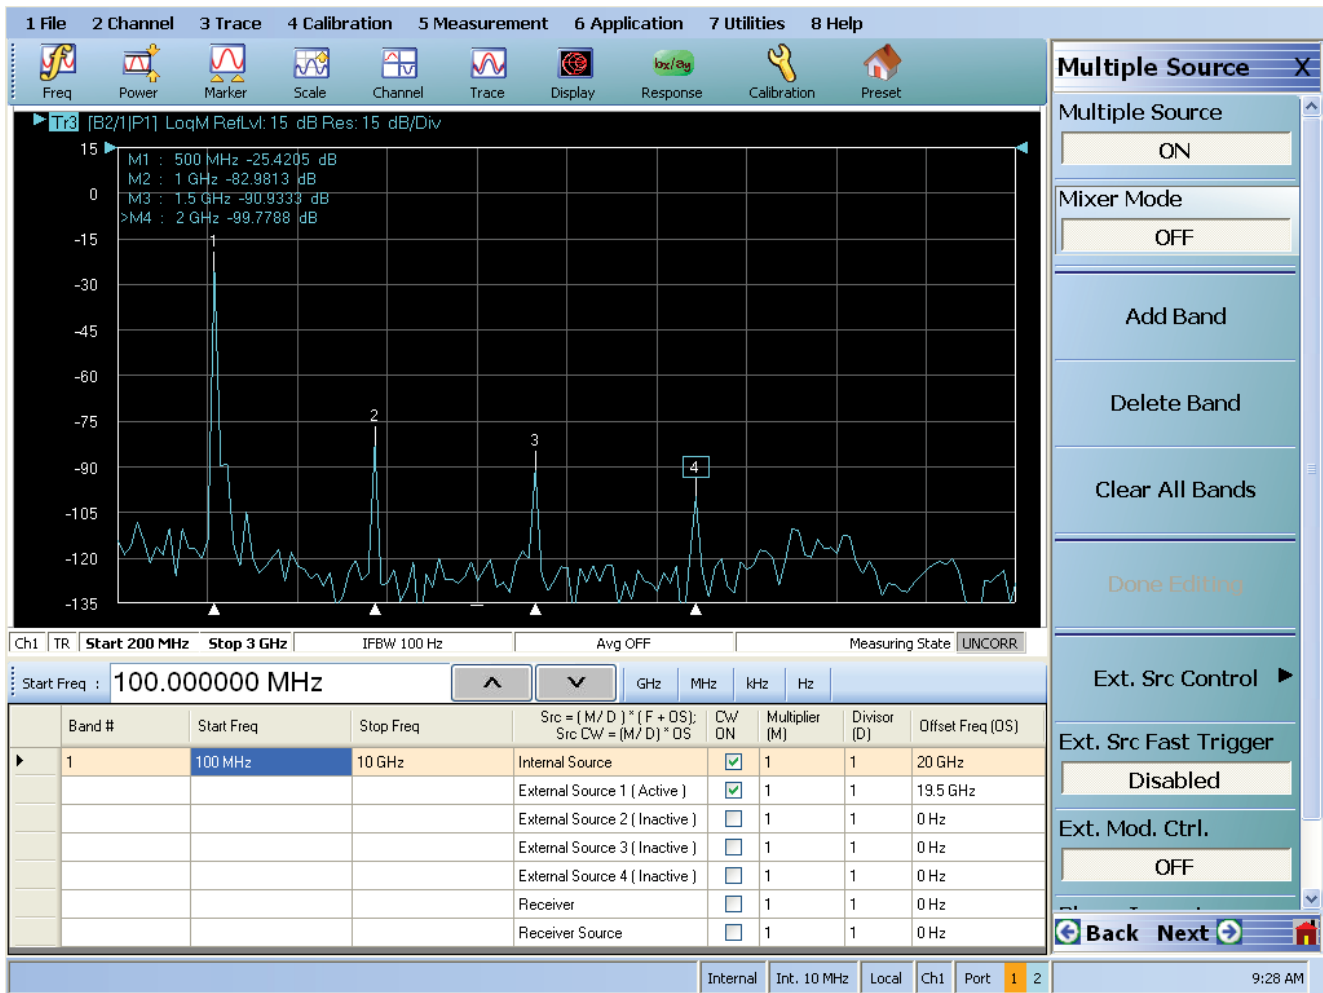 1 File 2 Channel 3 Trace 4 Calibration 5 Measurement 6 Application 7 Utilities 8 Help
Freq Power Marker Scale Channel Trace Display Response Calibration Preset
bx/ay
Tr3 [B2/1|P1] LogM RefLvl: 15 dB Res: 15 dB/Div
M1 : 500 MHz -25.4205 dB
M2 : 1 GHz -82.9813 dB
M3 : 1.5 GHz -90.9333 dB
>M4 : 2 GHz -99.7788 dB
15
0
-15
-30
-45
-60
-75
-90
-105
-120
-135
1
2
3
4
Ch1 TR Start 200 MHz Stop 3 GHz IFBW 100 Hz Avg OFF Measuring State UNCORR
Start Freq : 100.000000 MHz GHz MHz kHz Hz
Band # Start Freq Stop Freq Src = ( M / D ) * ( F + OS); CW Multiplier Divisor Offset Freq (OS)
Src CW = (M / D) * OS ON (M) (D)
1 100 MHz 10 GHz Internal Source 1 1 20 GHz
External Source 1 ( Active ) 1 1 19.5 GHz
External Source 2 ( Inactive ) 1 1 0 Hz
External Source 3 ( Inactive ) 1 1 0 Hz
External Source 4 ( Inactive ) 1 1 0 Hz
Receiver 1 1 0 Hz
Receiver Source 1 1 0 Hz
Multiple Source X
Multiple Source
ON
Mixer Mode
OFF
Add Band
Delete Band
Clear All Bands
Done Editing
Ext. Src Control
Ext. Src Fast Trigger
Disabled
Ext. Mod. Ctrl.
OFF
Back Next
Internal Int. 10 MHz Local Ch1 Port 1 2 9:28 AM